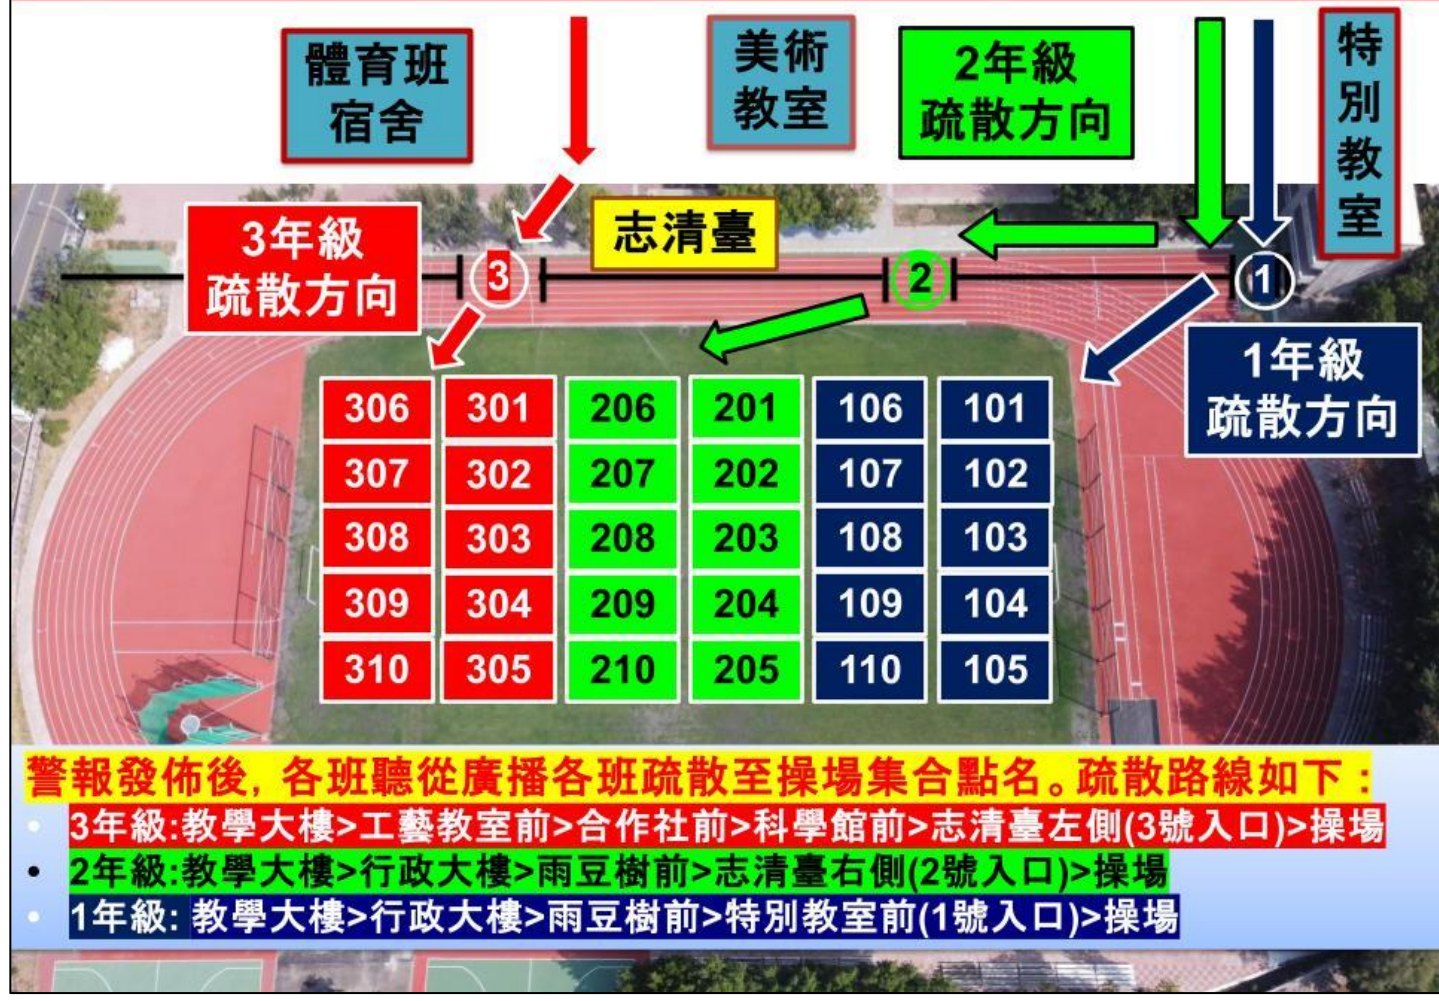 體育班
宿舍
美術
教室
2年級
疏散方向
特別教室
3年級
疏散方向
3
志清臺
2
1
1年級
疏散方向
306 301 206 201 106 101
307 302 207 202 107 102
308 303 208 203 108 103
309 304 209 204 109 104
310 305 210 205 110 105
警報發佈後, 各班聽從廣播各班疏散至操場集合點名。疏散路線如下：
3年級:教學大樓>工藝教室前>合作社前>科學館前>志清臺左側(3號入口)>操場
• 2年級:教學大樓>行政大樓>雨豆樹前>志清臺右側(2號入口)>操場
1年級: 教學大樓>行政大樓>雨豆樹前>特別教室前(1號入口)>操場